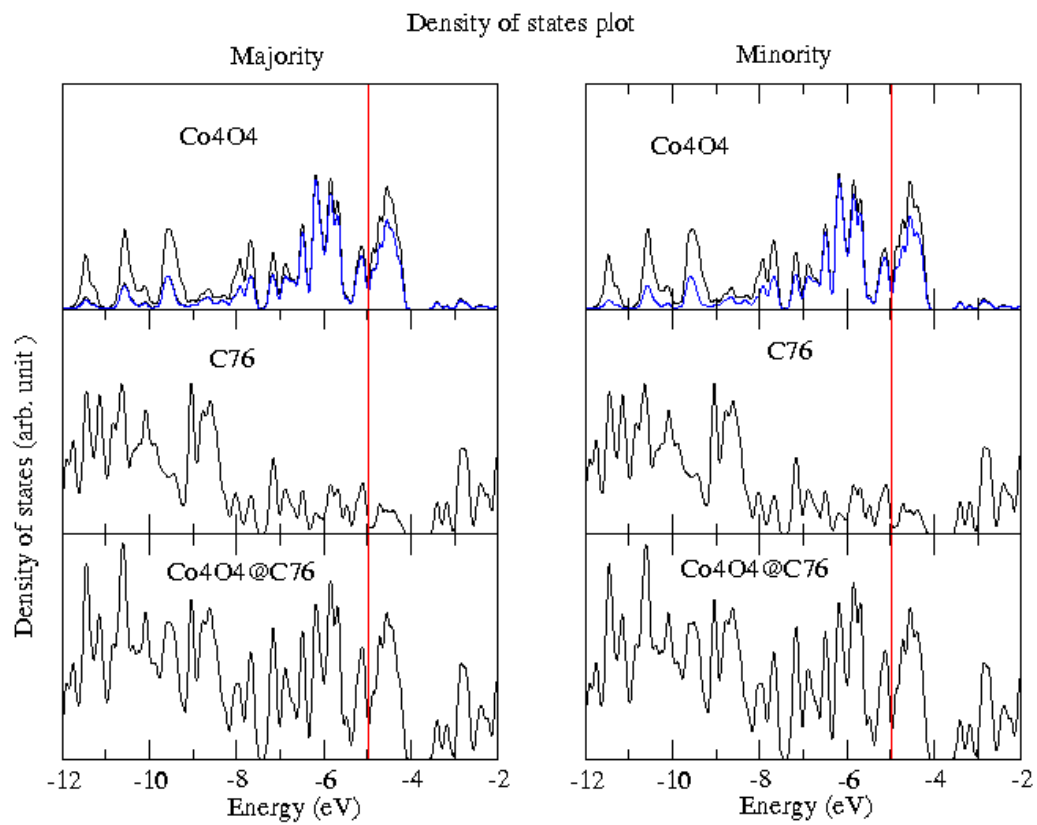 Density of states plot
Majority
Minority
Co4O4
Co4O4
C76
C76
Co4O4@C76
Co4O4@C76
Density of states (arb. unit )
-12 -10 -8 -6 -4 -2
-12 -10 -8 -6 -4 -2
Energy (eV)
Energy (eV)